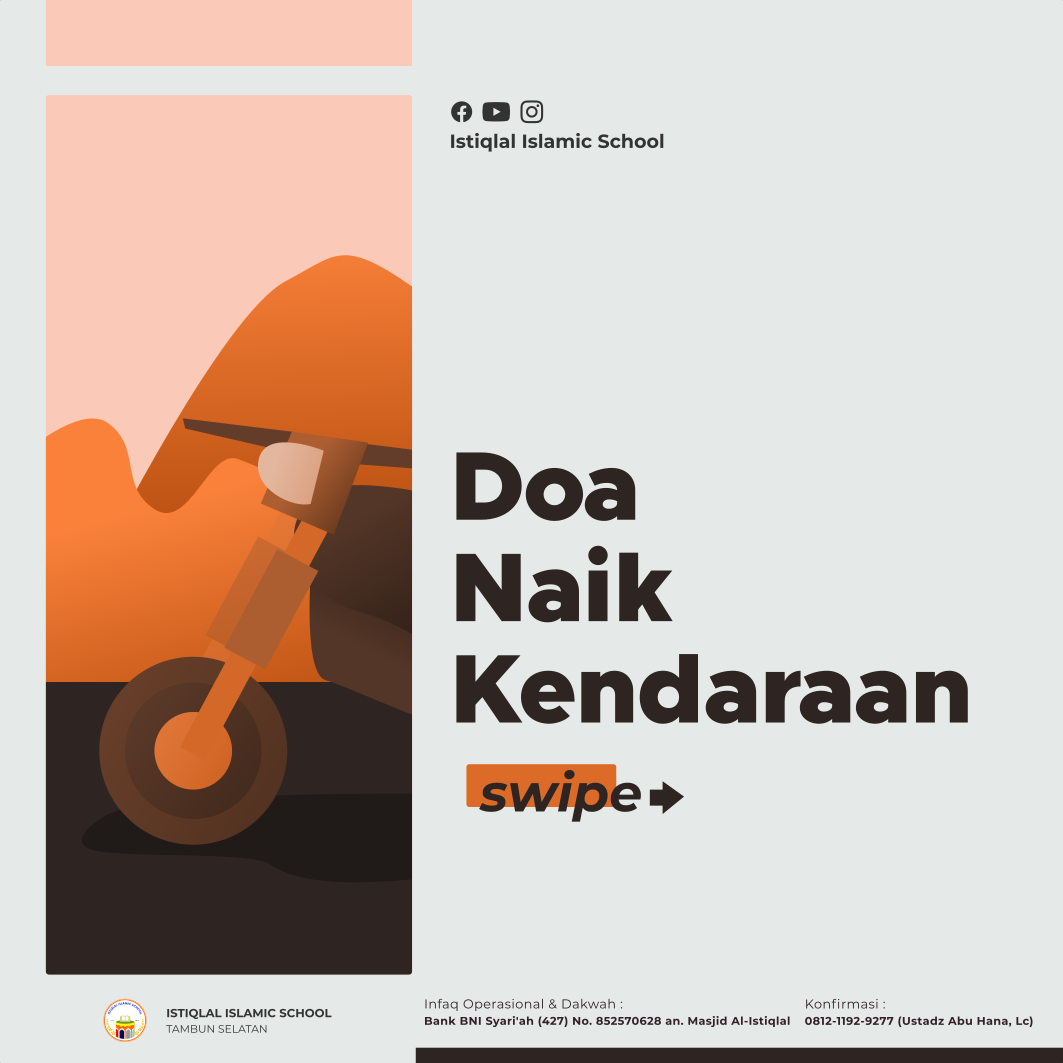 Istiqlal Islamic School
Doa
Naik
Kendaraan
swipe
ISTIQLAL ISLAMIC SCHOOL
TAMBUN SELATAN
Infaq Operasional & Dakwah :
Bank BNI Syari'ah (427) No. 852570628 an. Masjid Al-Istiqlal
Konfirmasi :
0812-1192-9277 (Ustadz Abu Hana, Lc)